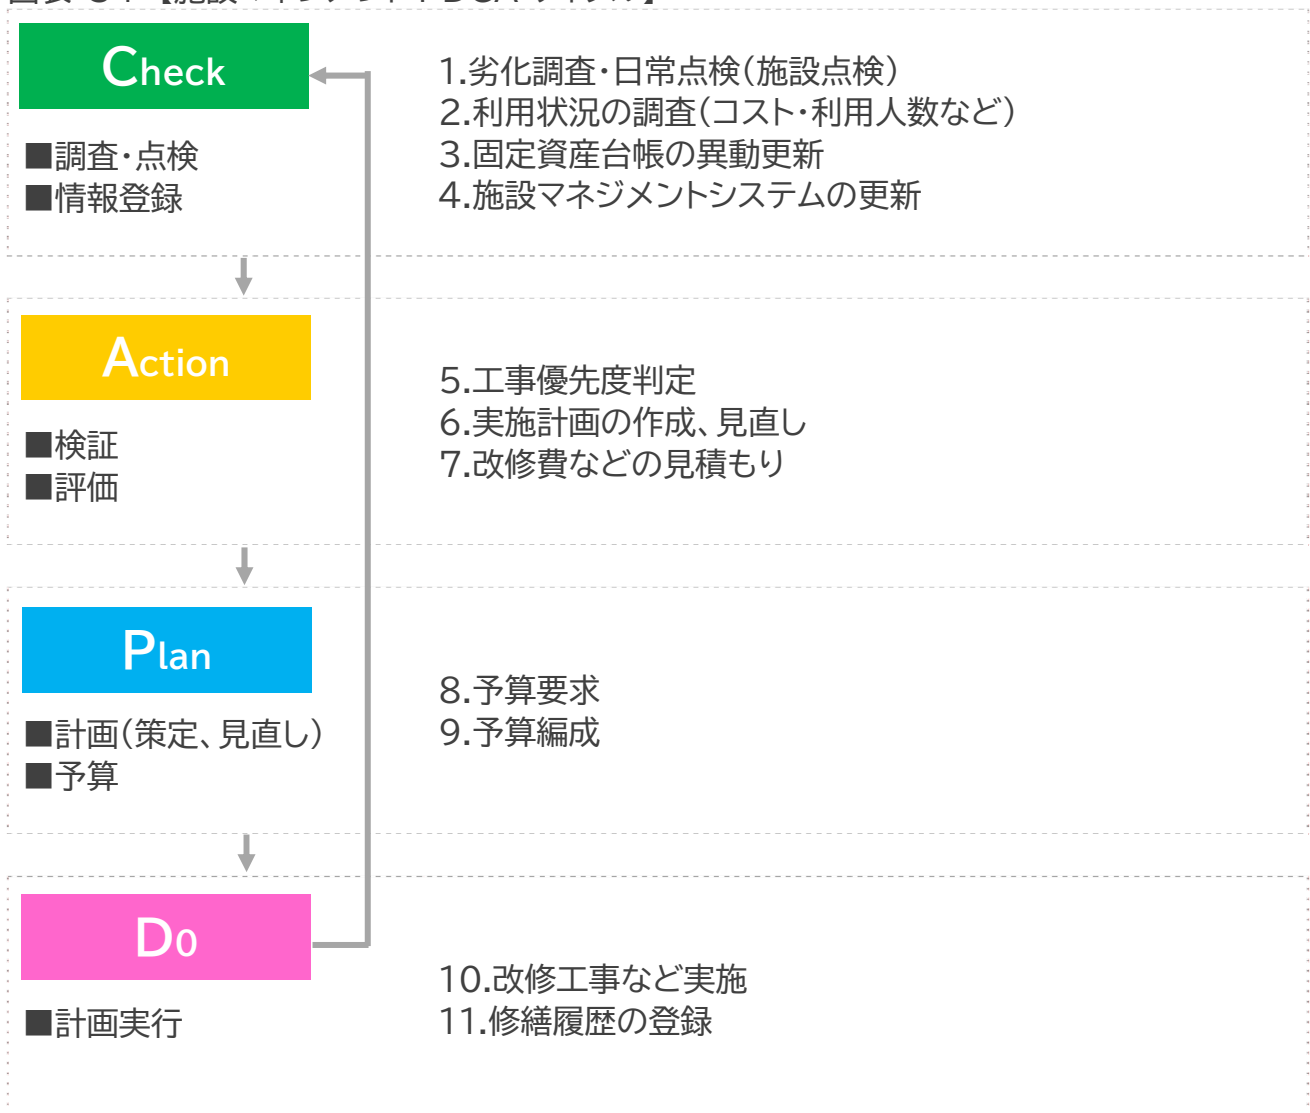 Check
■調査・点検
■情報登録
1.劣化調査・日常点検(施設点検)
2.利用状況の調査(コスト・利用人数など)
3.固定資産台帳の異動更新
4.施設マネジメントシステムの更新
Action
■検証
■評価
5.工事優先度判定
6.実施計画の作成、見直し
7.改修費などの見積もり
Plan
■計画(策定、見直し)
■予算
8.予算要求
9.予算編成
D0
■計画実行
10.改修工事など実施
11.修繕履歴の登録